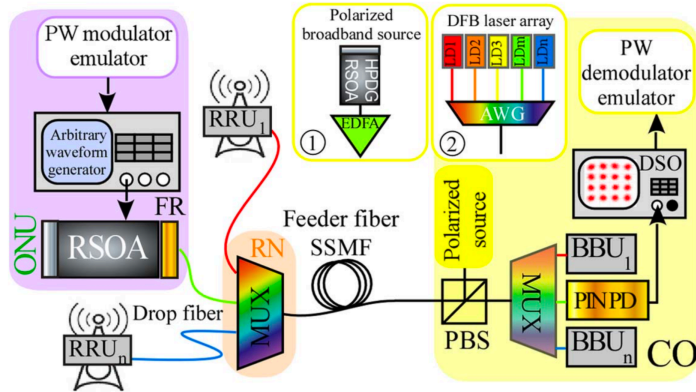 PW modulator
emulator
Arbitrary
waveform
generator
FR
ONU
RSOA
RRU1
Drop fiber
RRUn
RN
MUX
Feeder fiber
SSMF
Polarized
broadband source
HPDG
RSOA
EDFA
1
DFB laser array
LD1
LD2
LD3
LDm
LDn
AWG
2
PW
demodulator
emulator
DSO
Polarized
source
PBS
MUX
BBU1
PIN PD
BBUn
CO